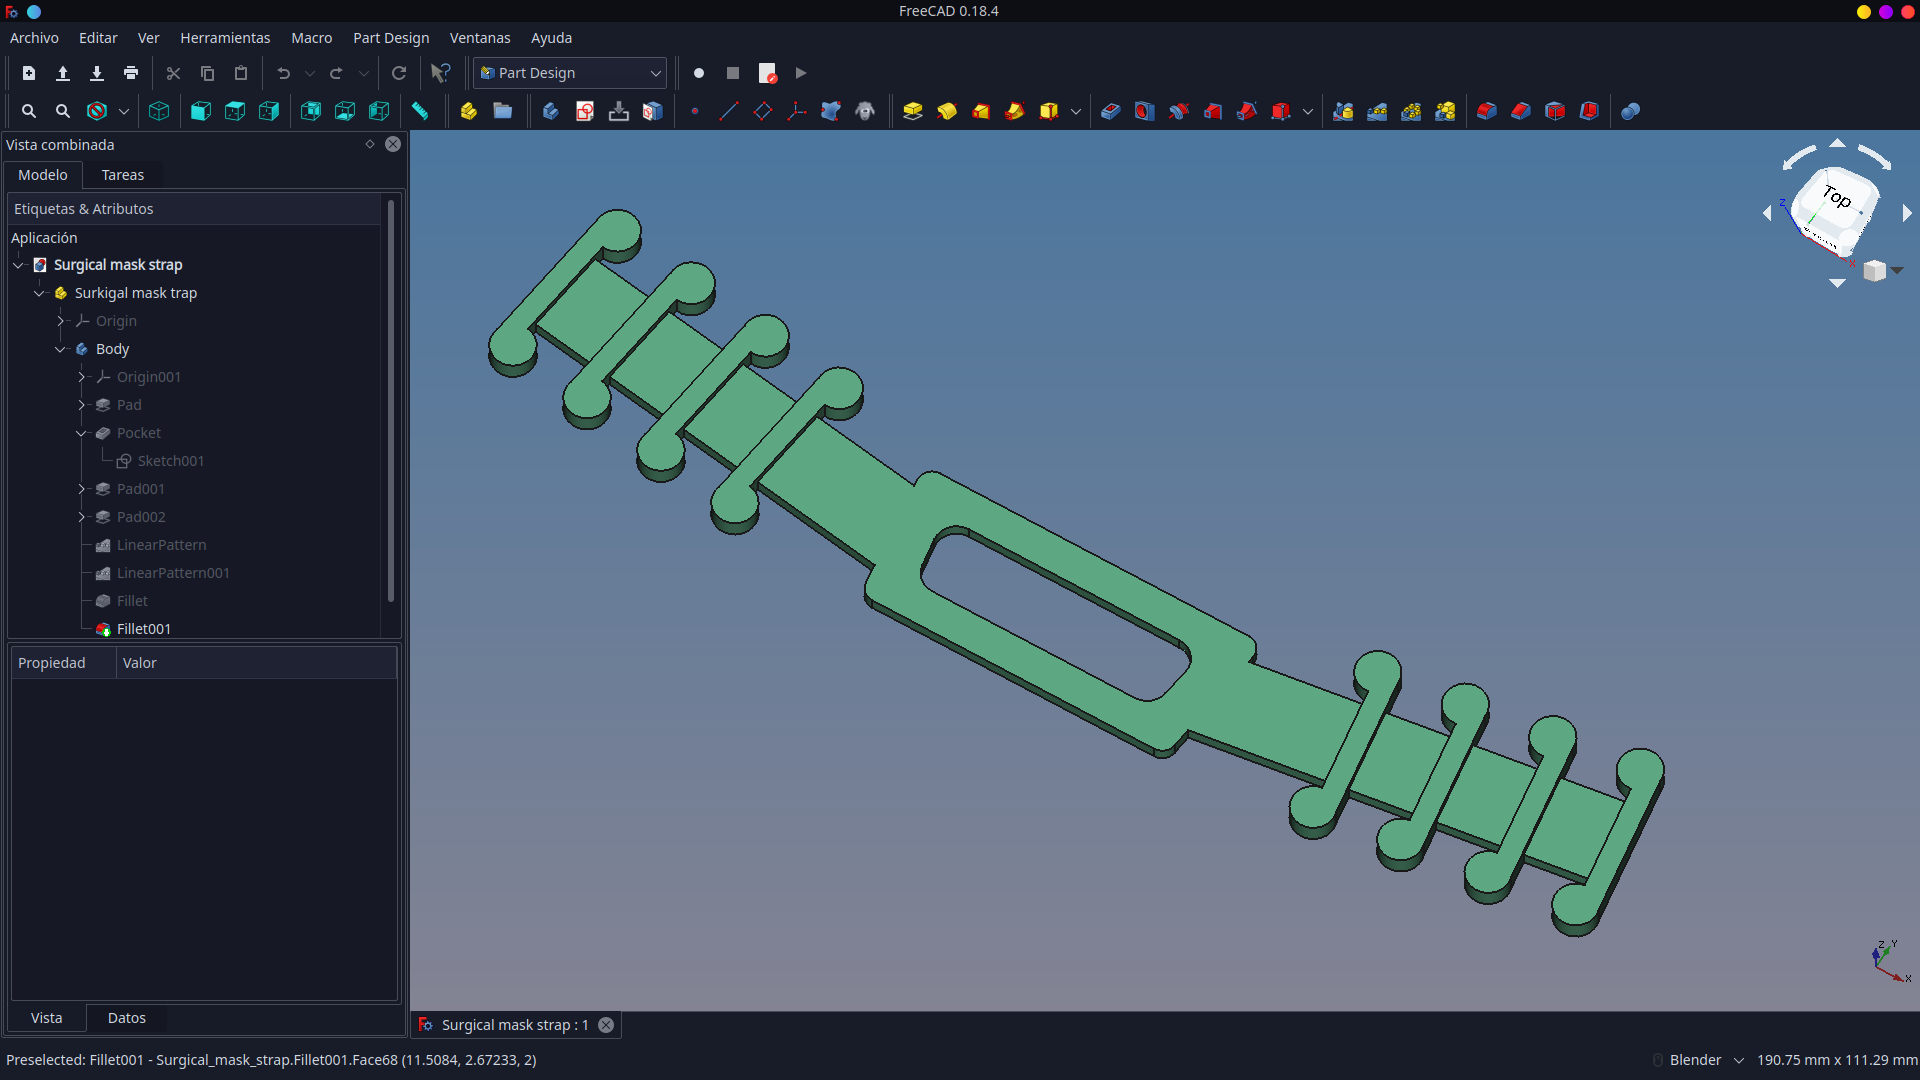 FreeCAD 0.18.4
Archivo Editar Ver Herramientas Macro Part Design Ventanas Ayuda
Part Design
Vista combinada
Modelo Tareas
Etiquetas & Atributos
Aplicación
Surgical mask strap
Surkigal mask trap
Origin
Body
Origin001
Pad
Pocket
Sketch001
Pad001
Pad002
LinearPattern
LinearPattern001
Fillet
Fillet001
Propiedad Valor
Vista Datos
Top
Z
X
Z Y
X
Surgical mask strap : 1
Preselected: Fillet001 - Surgical_mask_strap.Fillet001.Face68 (11.5084, 2.67233, 2)
Blender 190.75 mm x 111.29 mm